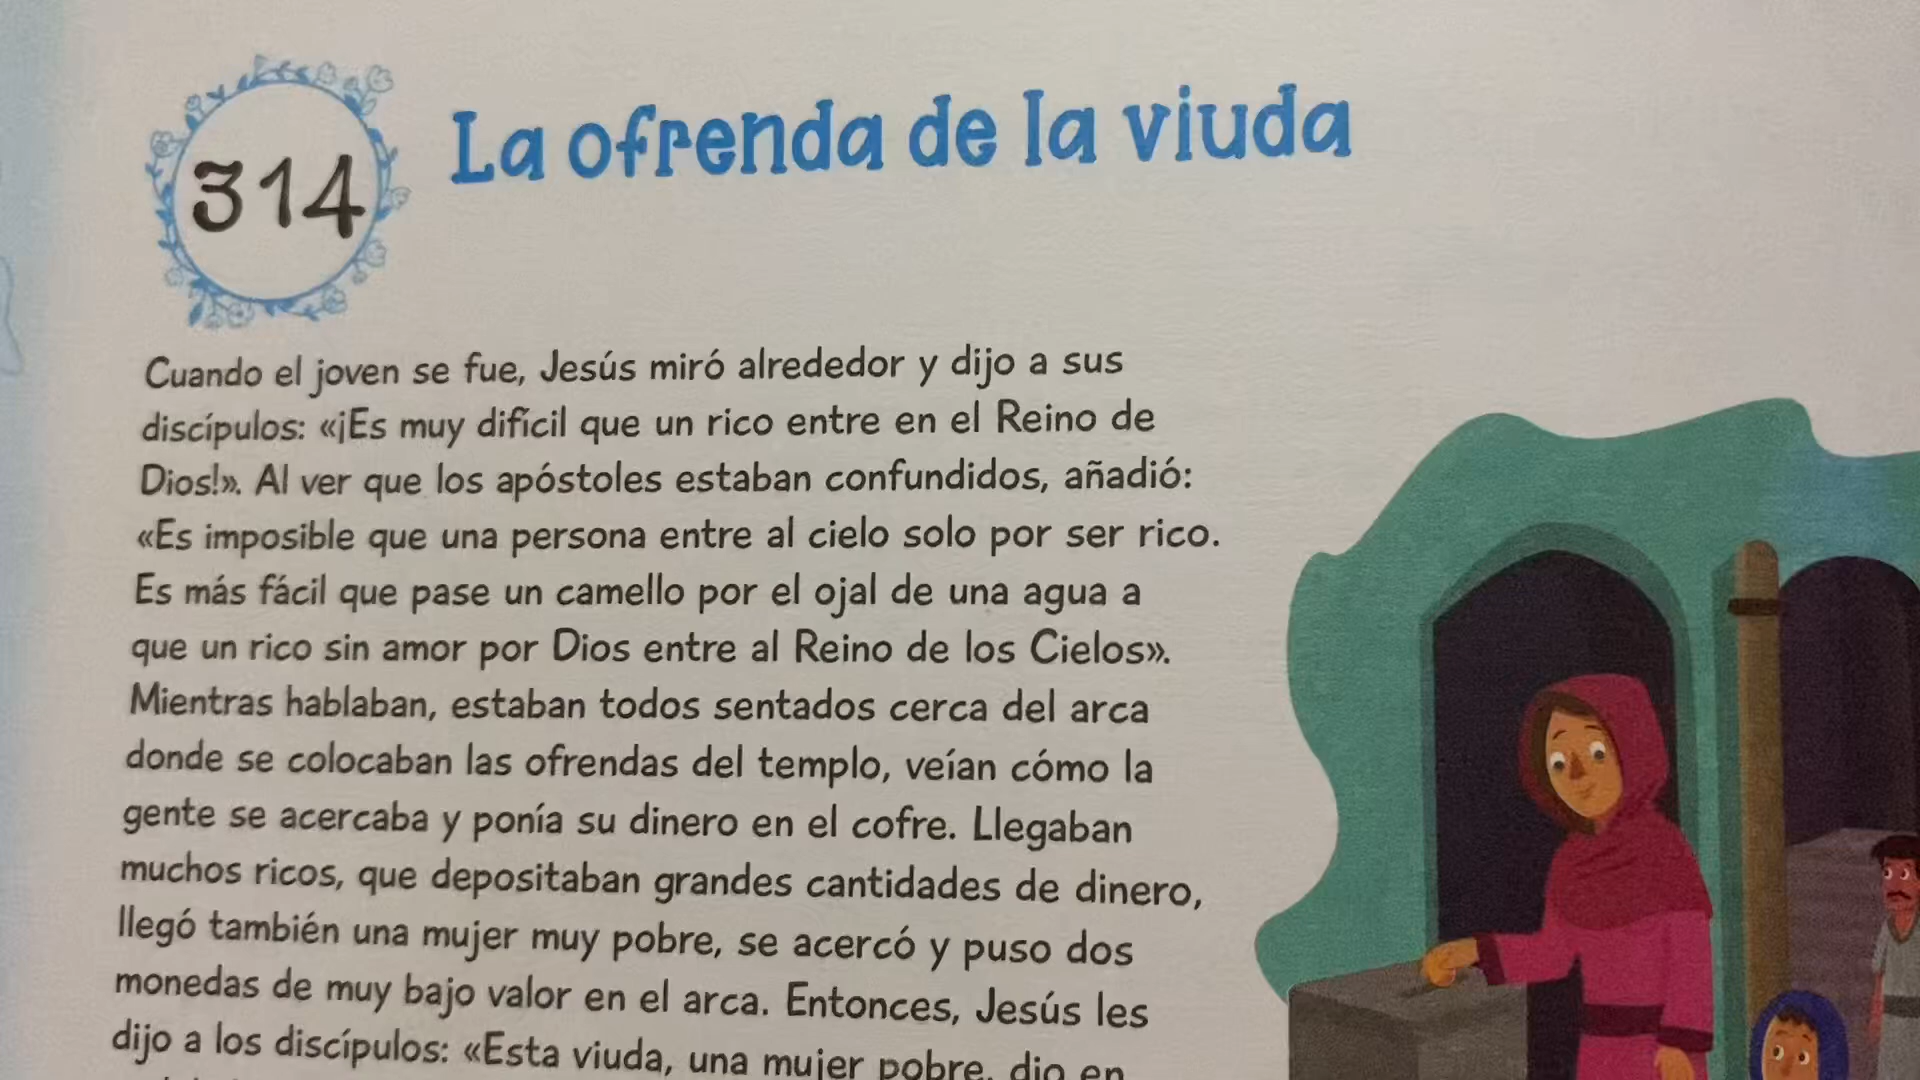 314
La ofrenda de la viuda
Cuando el joven se fue, Jesús miró alrededor y dijo a sus
discípulos: «¡Es muy difícil que un rico entre en el Reino de
Dios!». Al ver que los apóstoles estaban confundidos, añadió:
«Es imposible que una persona entre al cielo solo por ser rico.
Es más fácil que pase un camello por el ojal de una agua a
que un rico sin amor por Dios entre al Reino de los Cielos».
Mientras hablaban, estaban todos sentados cerca del arca
donde se colocaban las ofrendas del templo, veían cómo la
gente se acercaba y ponía su dinero en el cofre. Llegaban
muchos ricos, que depositaban grandes cantidades de dinero,
llegó también una mujer muy pobre, se acercó y puso dos
monedas de muy bajo valor en el arca. Entonces, Jesús les
dijo a los discípulos: «Esta viuda, una mujer pobre, dio en